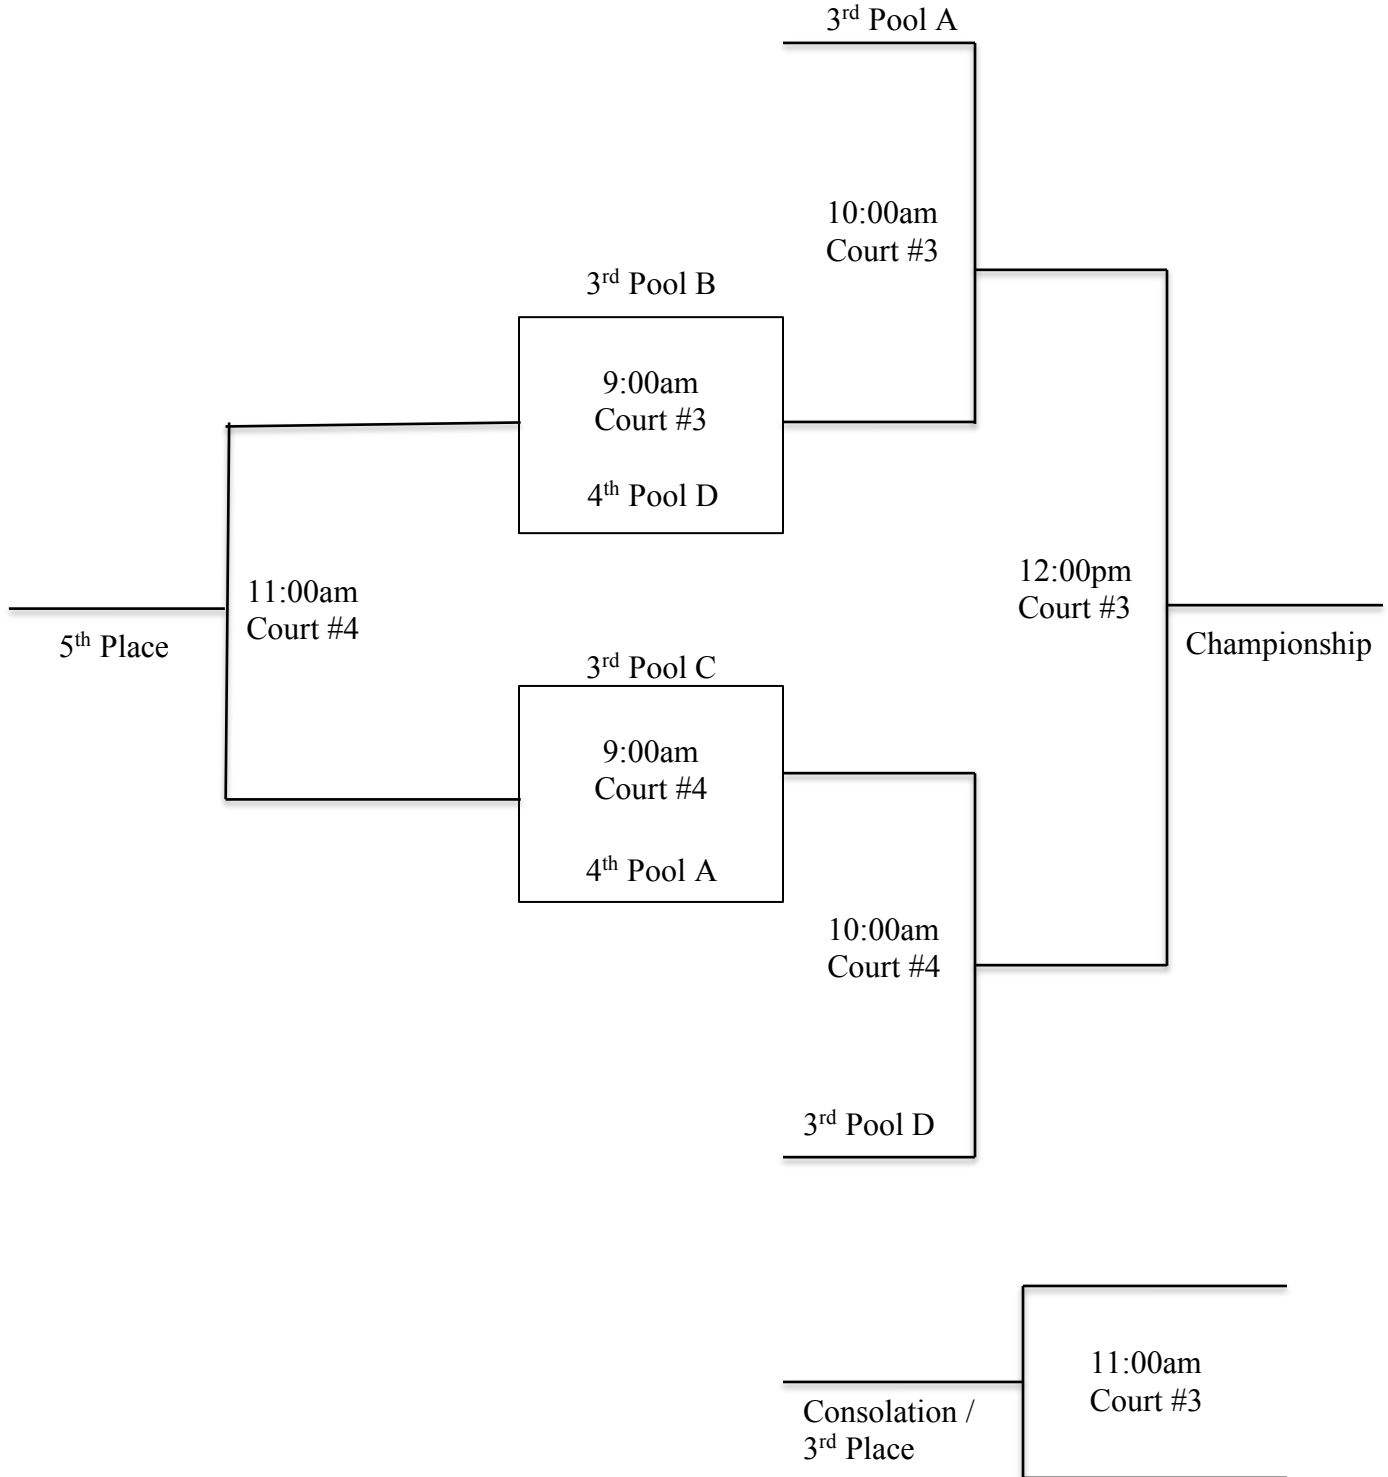 3rd Pool A
10:00am
Court #3
3rd Pool B
9:00am
Court #3
4th Pool D
11:00am
Court #4
5th Place
12:00pm
Court #3
Championship
3rd Pool C
9:00am
Court #4
4th Pool A
10:00am
Court #4
3rd Pool D
11:00am
Court #3
Consolation /
3rd Place